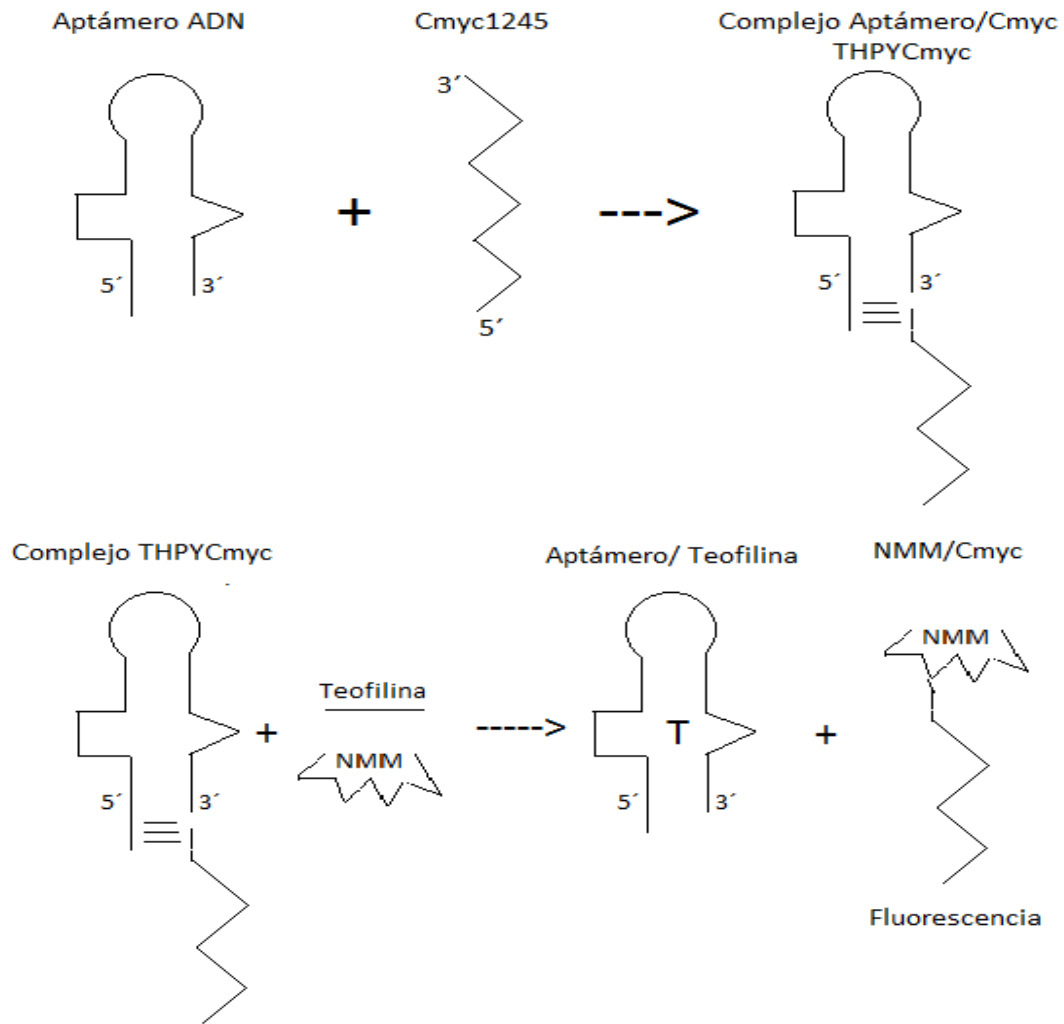 Aptámero ADN
Cmyc1245
Complejo Aptámero/Cmyc
THPYCmyc
3´
+
--->
5´
3´
5´
5´
3´
Complejo THPYCmyc
Aptámero/ Teofilina
NMM/Cmyc
NMM
Teofilina
+
NMM
----->
T
+
5´
3´
5´
3´
Fluorescencia